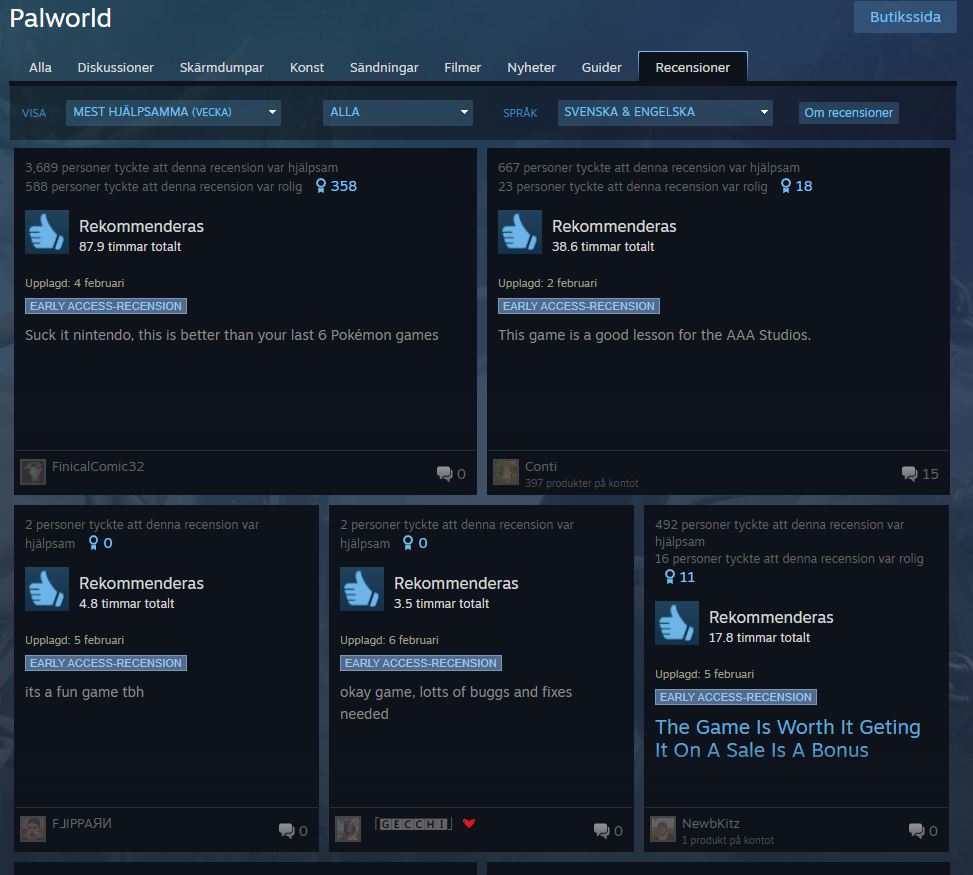 Palworld
Butikssida
Alla Diskussioner Skärmdumpar Konst Sändningar Filmer Nyheter Guider Recensioner
VISA MEST HJÄLPSAMMA (VECKA) ALLA SPRÅK SVENSKA & ENGELSKA Om recensioner
3,689 personer tyckte att denna recension var hjälpsam
588 personer tyckte att denna recension var rolig 358
Rekommenderas
87.9 timmar totalt
Upplagd: 4 februari
EARLY ACCESS-RECENSION
Suck it nintendo, this is better than your last 6 Pokémon games
FinicalComic32
0
667 personer tyckte att denna recension var hjälpsam
23 personer tyckte att denna recension var rolig 18
Rekommenderas
38.6 timmar totalt
Upplagd: 2 februari
EARLY ACCESS-RECENSION
This game is a good lesson for the AAA Studios.
Conti
397 produkter på kontot
15
2 personer tyckte att denna recension var
hjälpsam 0
Rekommenderas
4.8 timmar totalt
Upplagd: 5 februari
EARLY ACCESS-RECENSION
its a fun game tbh
FLIPPAЯИ
0
2 personer tyckte att denna recension var
hjälpsam 0
Rekommenderas
3.5 timmar totalt
Upplagd: 6 februari
EARLY ACCESS-RECENSION
okay game, lotts of buggs and fixes
needed
⎡GECCHI⎦ ❤
0
492 personer tyckte att denna recension var
hjälpsam
16 personer tyckte att denna recension var rolig
11
Rekommenderas
17.8 timmar totalt
Upplagd: 5 februari
EARLY ACCESS-RECENSION
The Game Is Worth It Geting
It On A Sale Is A Bonus
NewbKitz
1 produkt på kontot
0